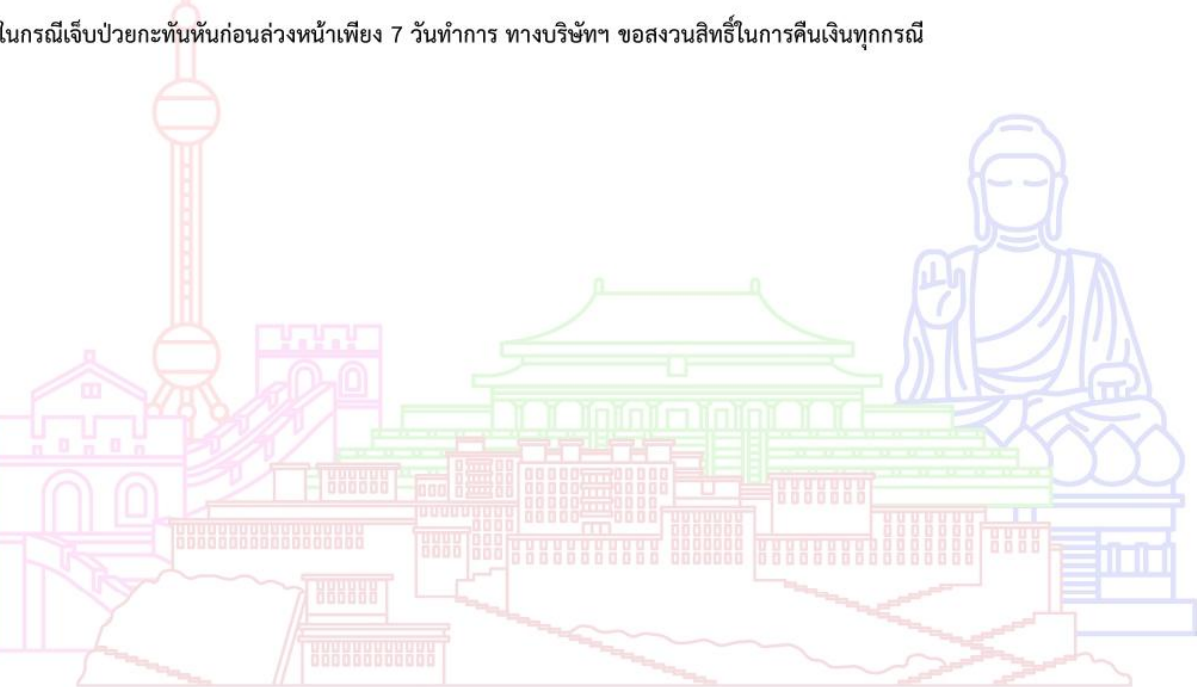 ในกรณีเจ็บป่วยกะทันหันก่อนล่วงหน้าเพียง 7 วันทำการ ทางบริษัทฯ ขอสงวนสิทธิ์ในการคืนเงินทุกกรณี